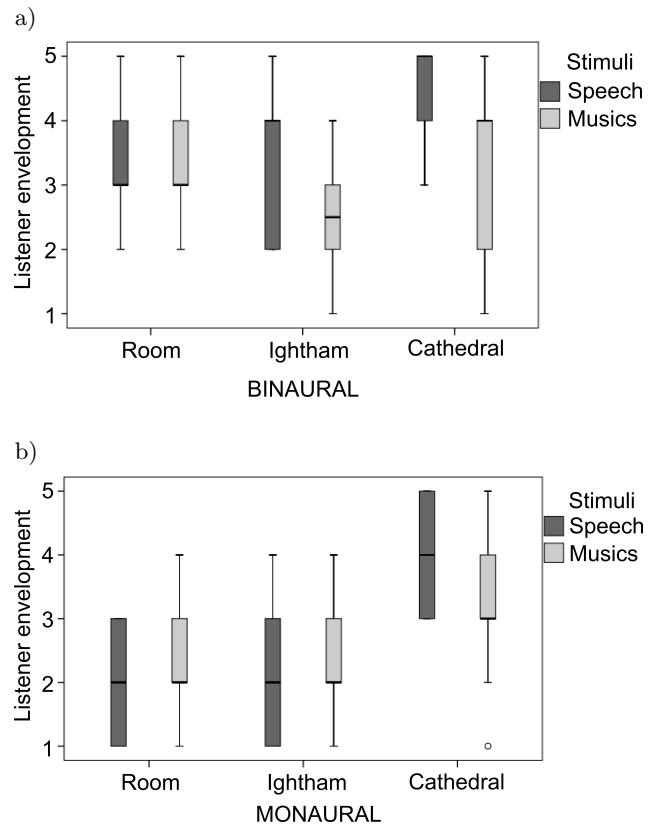 a)
Listener envelopment
5
4
3
2
1
Stimuli
Speech
Musics
Room Ightham Cathedral
BINAURAL
b)
Listener envelopment
5
4
3
2
1
Stimuli
Speech
Musics
Room Ightham Cathedral
MONAURAL